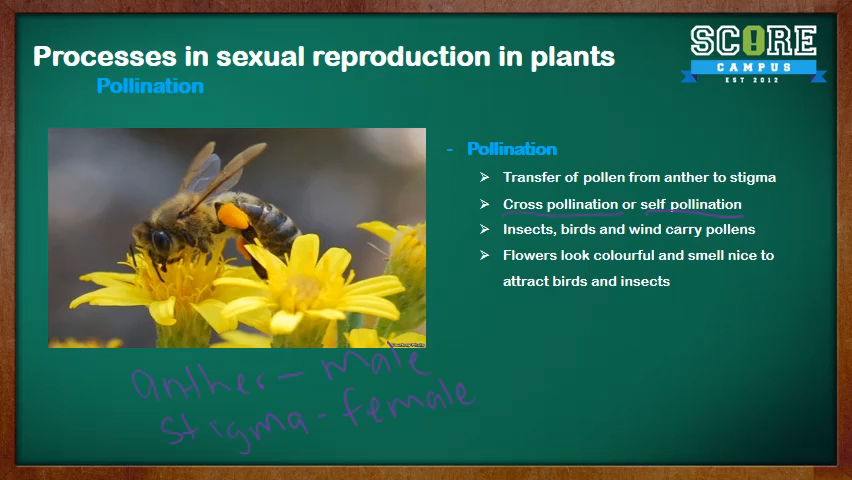 Processes in sexual reproduction in plants
Pollination
SCORE
CAMPUS
EST 2012
- Pollination
➢ Transfer of pollen from anther to stigma
➢ Cross pollination or self pollination
➢ Insects, birds and wind carry pollens
➢ Flowers look colourful and smell nice to
attract birds and insects
anther - male
stigma - female